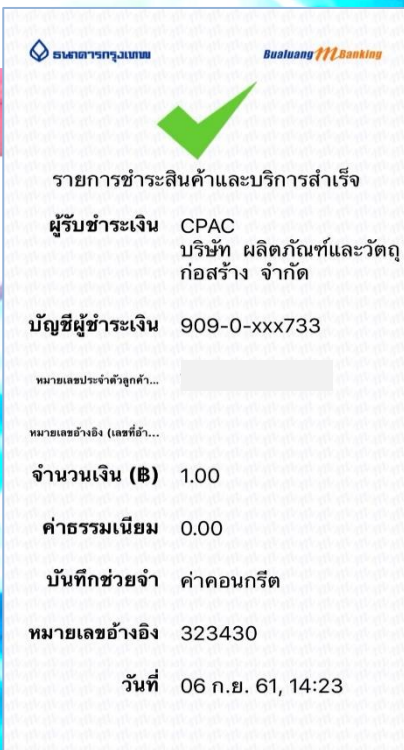 ธนาคารกรุงเทพ
Bualuang mBanking
รายการชำระสินค้าและบริการสำเร็จ
ผู้รับชำระเงิน CPAC
บริษัท ผลิตภัณฑ์และวัตถุ
ก่อสร้าง จำกัด
บัญชีผู้ชำระเงิน 909-0-xxx733
หมายเลขประจำตัวลูกค้า...
หมายเลขอ้างอิง (เลขที่อ้า...
จำนวนเงิน (฿) 1.00
ค่าธรรมเนียม 0.00
บันทึกช่วยจำ ค่าคอนกรีต
หมายเลขอ้างอิง 323430
วันที่ 06 ก.ย. 61, 14:23